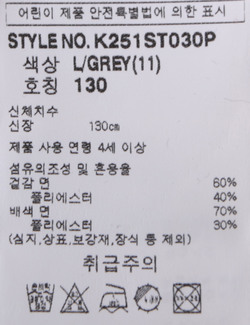 어린이 제품 안전특별법에 의한 표시
STYLE NO. K251ST030P
색상 L/GREY(11)
호칭 130
신체치수
신장 130cm
제품 사용 연령 4세 이상
섬유의조성 및 혼용율
겉감 면 60%
폴리에스터 40%
배색 면 70%
폴리에스터 30%
(심지,상표,보강재,장식 등 제외)
취급주의